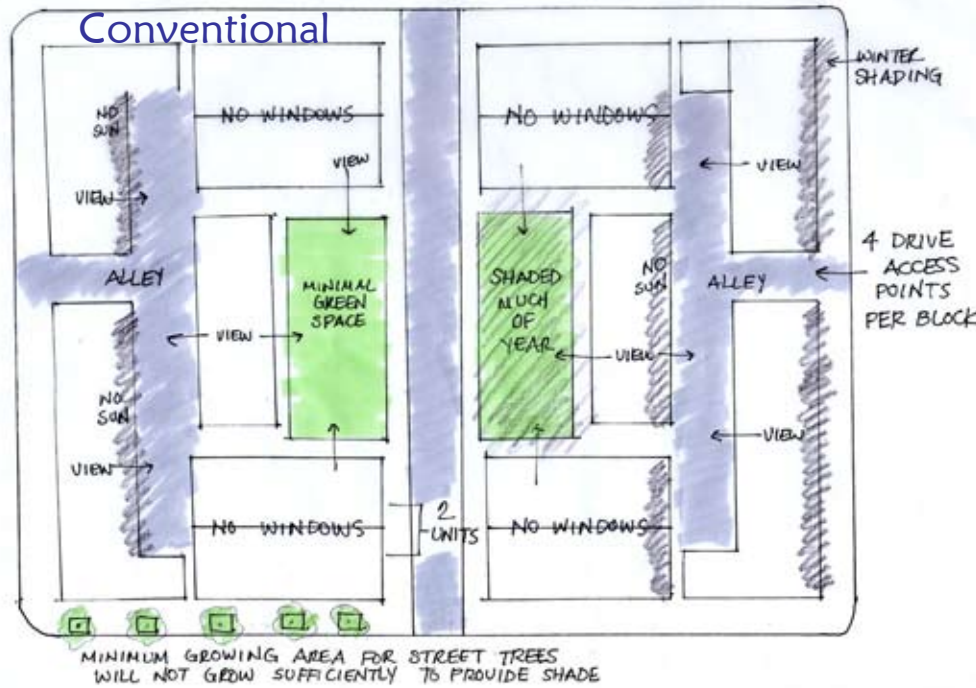 Conventional
WINTER
SHADING
NO
SUN
NO WINDOWS
NO WINDOWS
VIEW
VIEW
VIEW
4 DRIVE
ACCESS
POINTS
PER BLOCK
ALLEY
MINIMAL
GREEN
SPACE
SHADED
MUCH
OF
YEAR
NO
SUN
ALLEY
VIEW
VIEW
NO
SUN
VIEW
VIEW
NO WINDOWS
2
UNITS
NO WINDOWS
MINIMUM GROWING AREA FOR STREET TREES
WILL NOT GROW SUFFICIENTLY TO PROVIDE SHADE